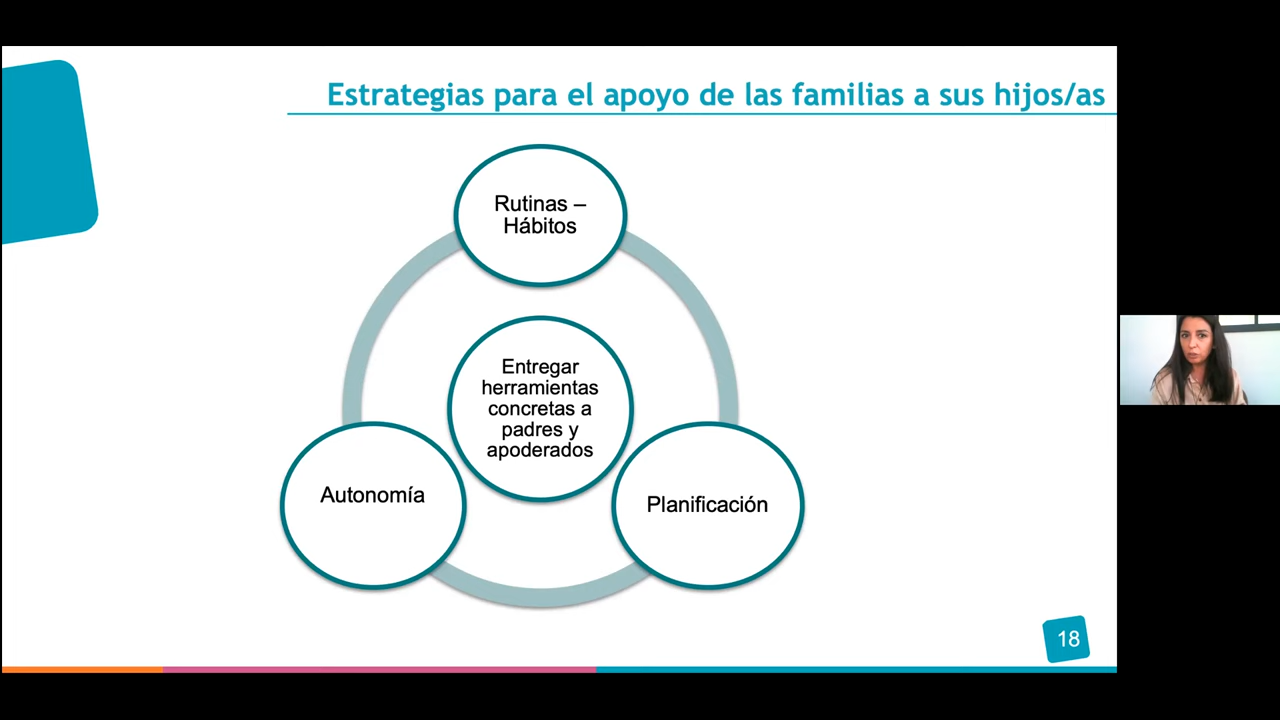 Estrategias para el apoyo de las familias a sus hijos/as
Rutinas –
Hábitos
Entregar
herramientas
concretas a
padres y
apoderados
Autonomía
Planificación
18